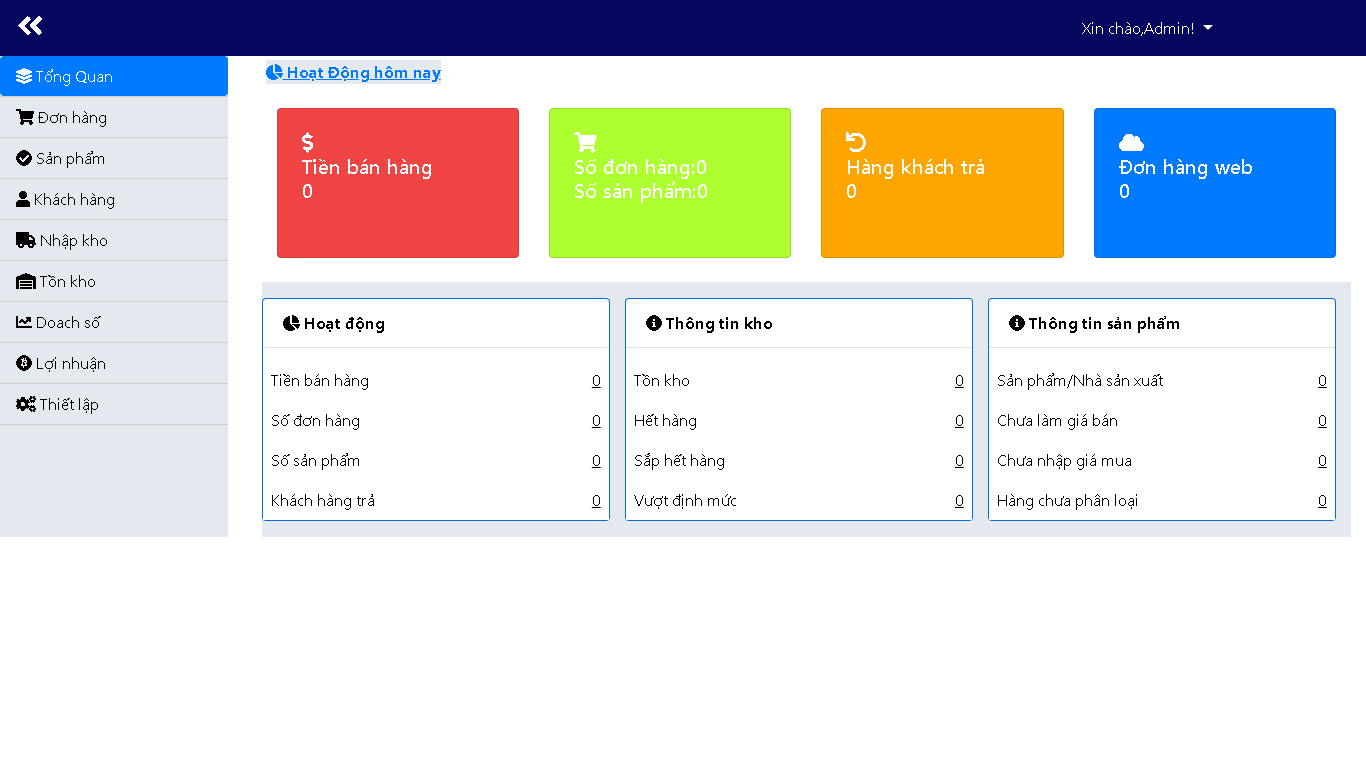 Xin chào,Admin!
Tổng Quan
Đơn hàng
Sản phẩm
Khách hàng
Nhập kho
Tồn kho
Doach số
Lợi nhuận
Thiết lập
Hoạt Động hôm nay
Tiền bán hàng
0
Số đơn hàng:0
Số sản phẩm:0
Hàng khách trả
0
Đơn hàng web
0
Hoạt động
Tiền bán hàng 0
Số đơn hàng 0
Số sản phẩm 0
Khách hàng trả 0
Thông tin kho
Tồn kho 0
Hết hàng 0
Sắp hết hàng 0
Vượt định mức 0
Thông tin sản phẩm
Sản phẩm/Nhà sản xuất 0
Chưa làm giá bán 0
Chưa nhập giá mua 0
Hàng chưa phân loại 0